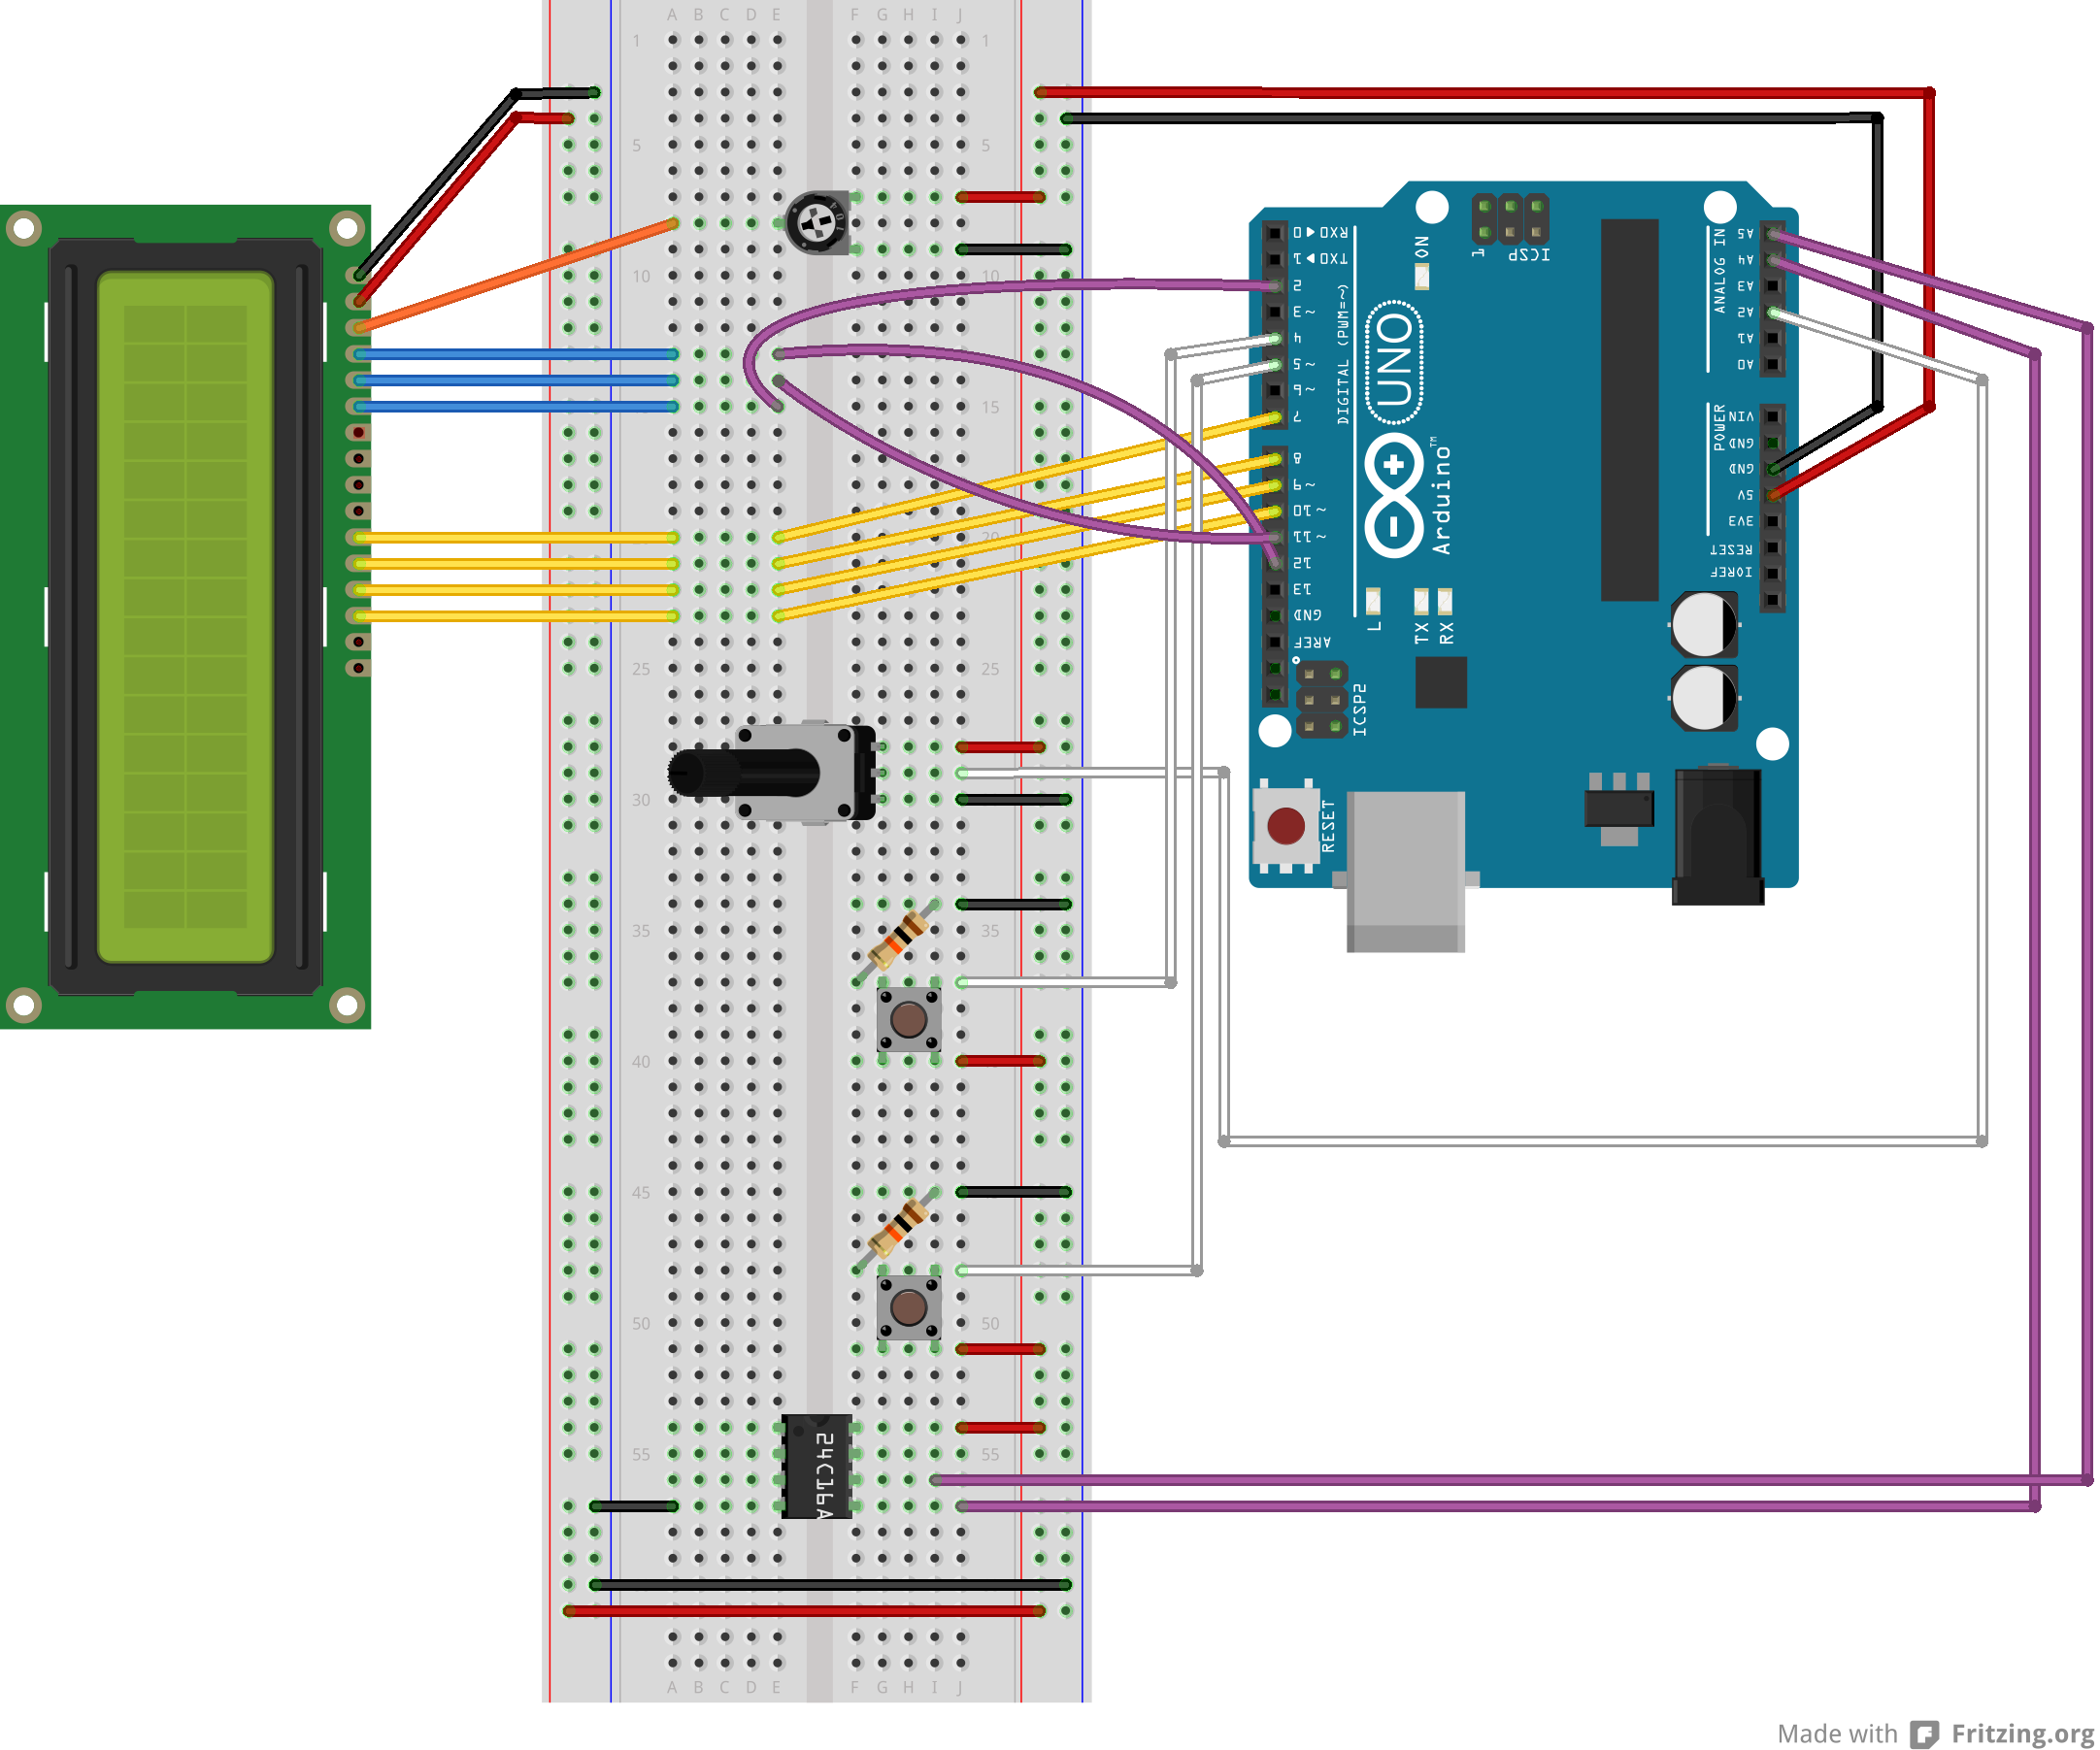 A B C D E F G H I J
1 1
5 5
10 10
15
20
25 25
30
35 35
40
45
50 50
55 55
A B C D E F G H I J
RX0◄0
TX0►1
2
~3
4
~5
~6
7
8
~9
~10
~11
12
13
GND
AREF
DIGITAL (PWM=~)
ON
1
ICSP
UNO
Arduino™
L
TX
RX
ICSP2
RESET
ANALOG IN
A5
A4
A3
A2
A1
A0
POWER
VIN
GND
GND
5V
3V3
RESET
IOREF
24C16A
Made with Fritzing.org